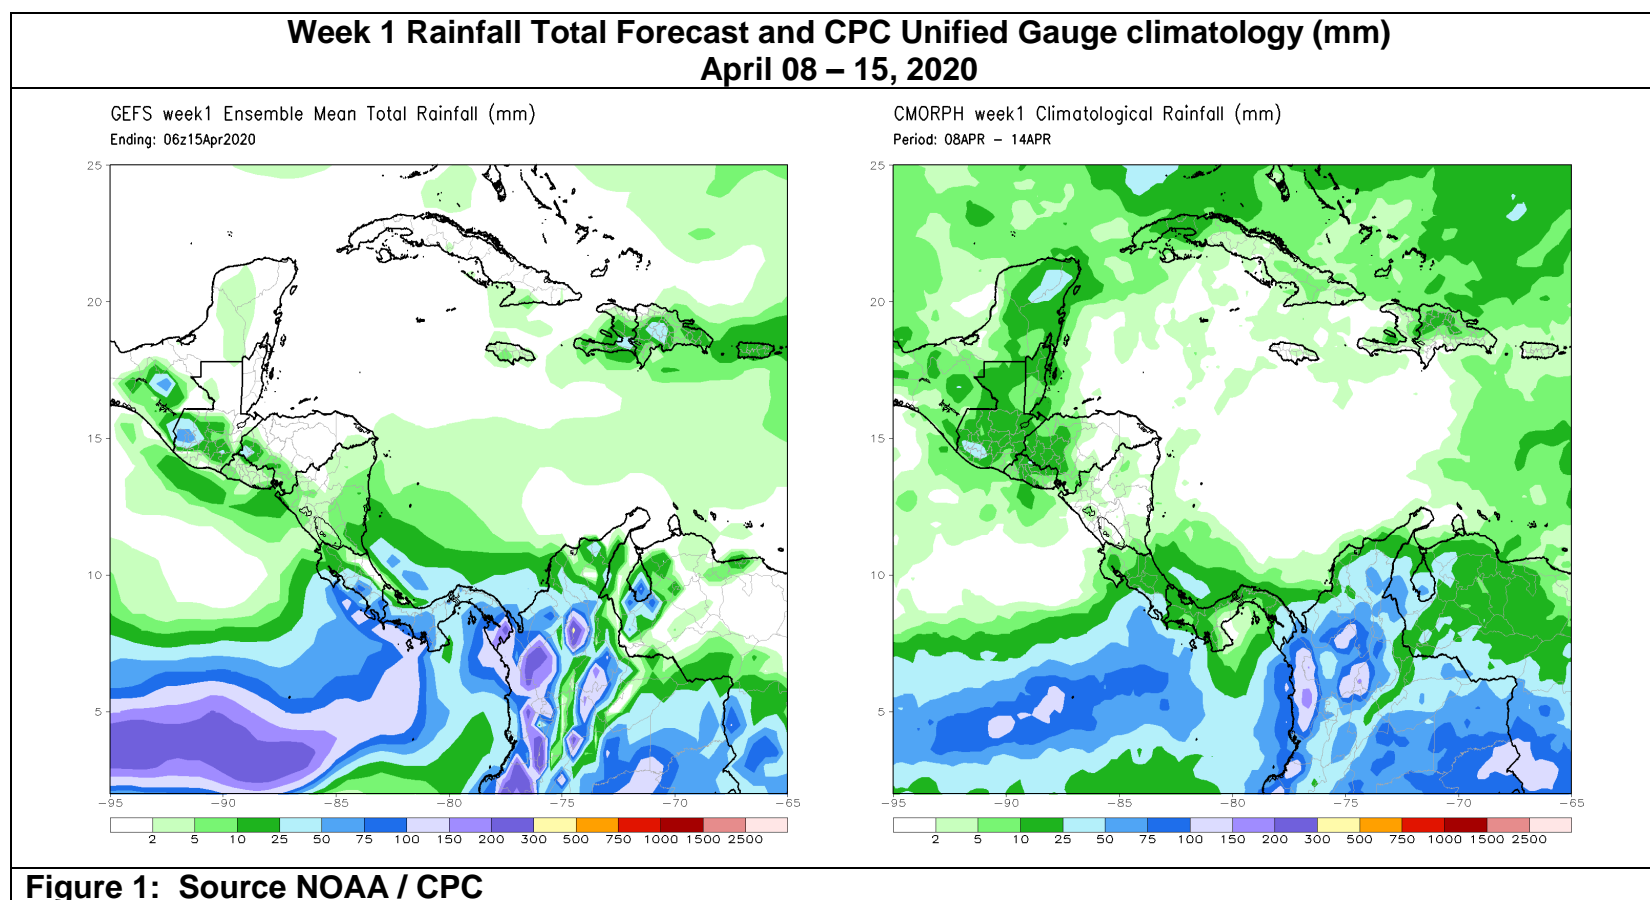 Week 1 Rainfall Total Forecast and CPC Unified Gauge climatology (mm)
April 08 – 15, 2020
GEFS week1 Ensemble Mean Total Rainfall (mm)
Ending: 06z15Apr2020
25
20
15
10
5
-95 -90 -85 -80 -75 -70 -65
2 5 10 25 50 75 100 150 200 300 500 750 1000 1500 2500
CMORPH week1 Climatological Rainfall (mm)
Period: 08APR - 14APR
25
20
15
10
5
-95 -90 -85 -80 -75 -70 -65
2 5 10 25 50 75 100 150 200 300 500 750 1000 1500 2500
Figure 1: Source NOAA / CPC